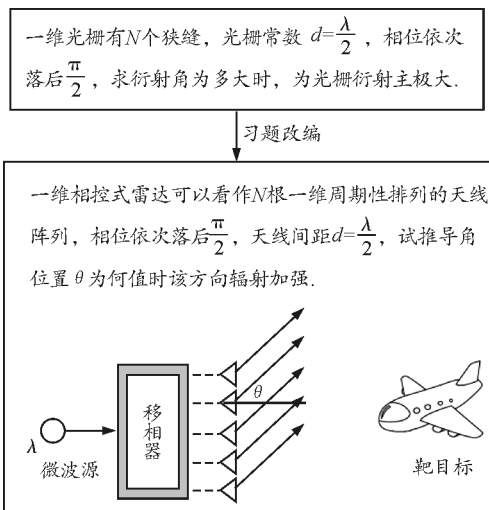 一维光栅有N个狭缝，光栅常数 d=λ/2，相位依次
落后π/2，求衍射角为多大时，为光栅衍射主极大.
习题改编
一维相控式雷达可以看作N根一维周期性排列的天线
阵列，相位依次落后π/2，天线间距d=λ/2，试推导角
位置θ为何值时该方向辐射加强.
θ
移相器
λ
微波源
靶目标